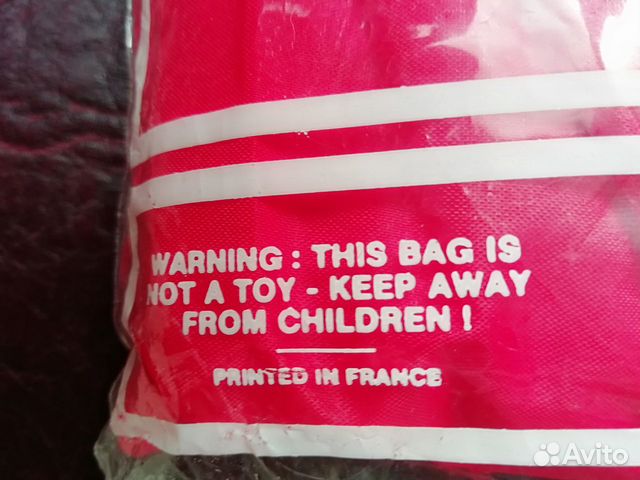 WARNING : THIS BAG IS
NOT A TOY - KEEP AWAY
FROM CHILDREN !
PRINTED IN FRANCE
Avito